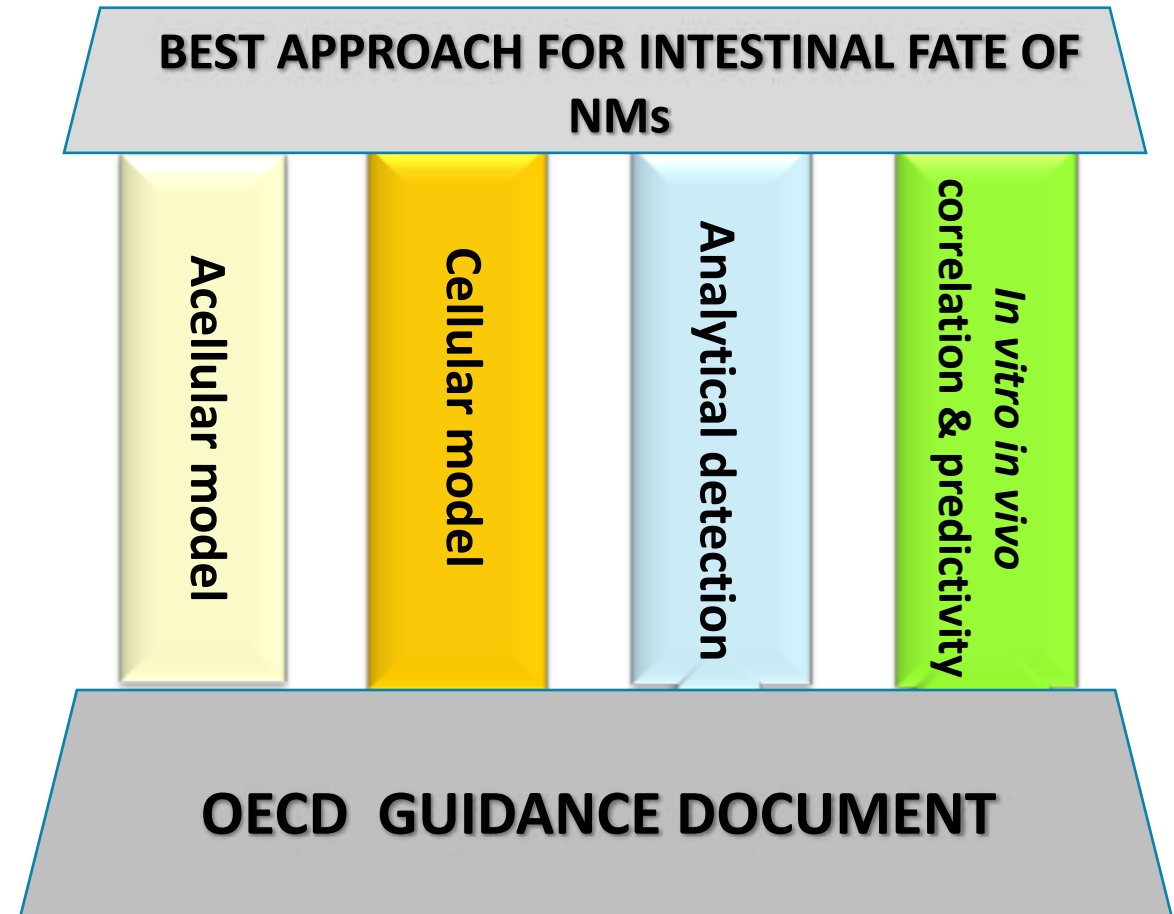 BEST APPROACH FOR INTESTINAL FATE OF
NMs
Acellular model
Cellular model
Analytical detection
In vitro in vivo
correlation & predictivity
OECD GUIDANCE DOCUMENT